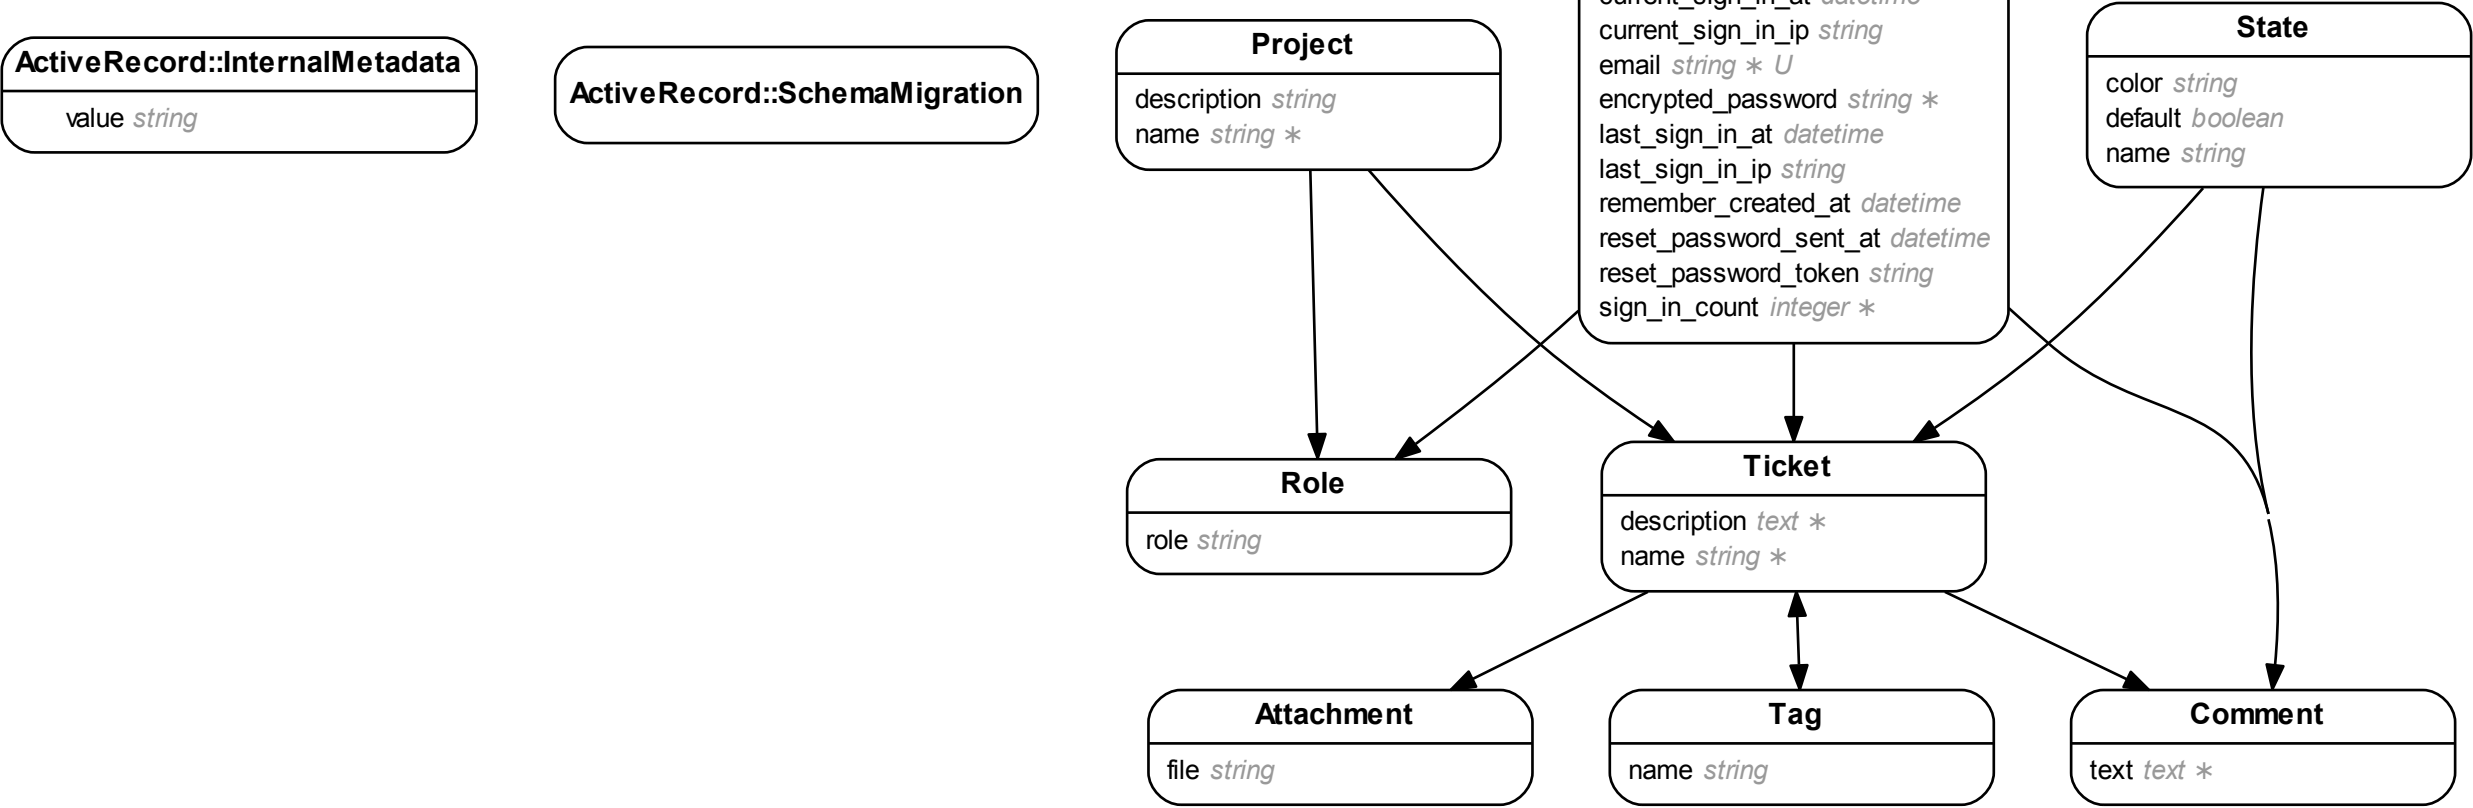 ActiveRecord::InternalMetadata
value string
ActiveRecord::SchemaMigration
Project
description string
name string ∗
current_sign_in_at datetime
current_sign_in_ip string
email string ∗ U
encrypted_password string ∗
last_sign_in_at datetime
last_sign_in_ip string
remember_created_at datetime
reset_password_sent_at datetime
reset_password_token string
sign_in_count integer ∗
State
color string
default boolean
name string
Role
role string
Ticket
description text ∗
name string ∗
Attachment
file string
Tag
name string
Comment
text text ∗